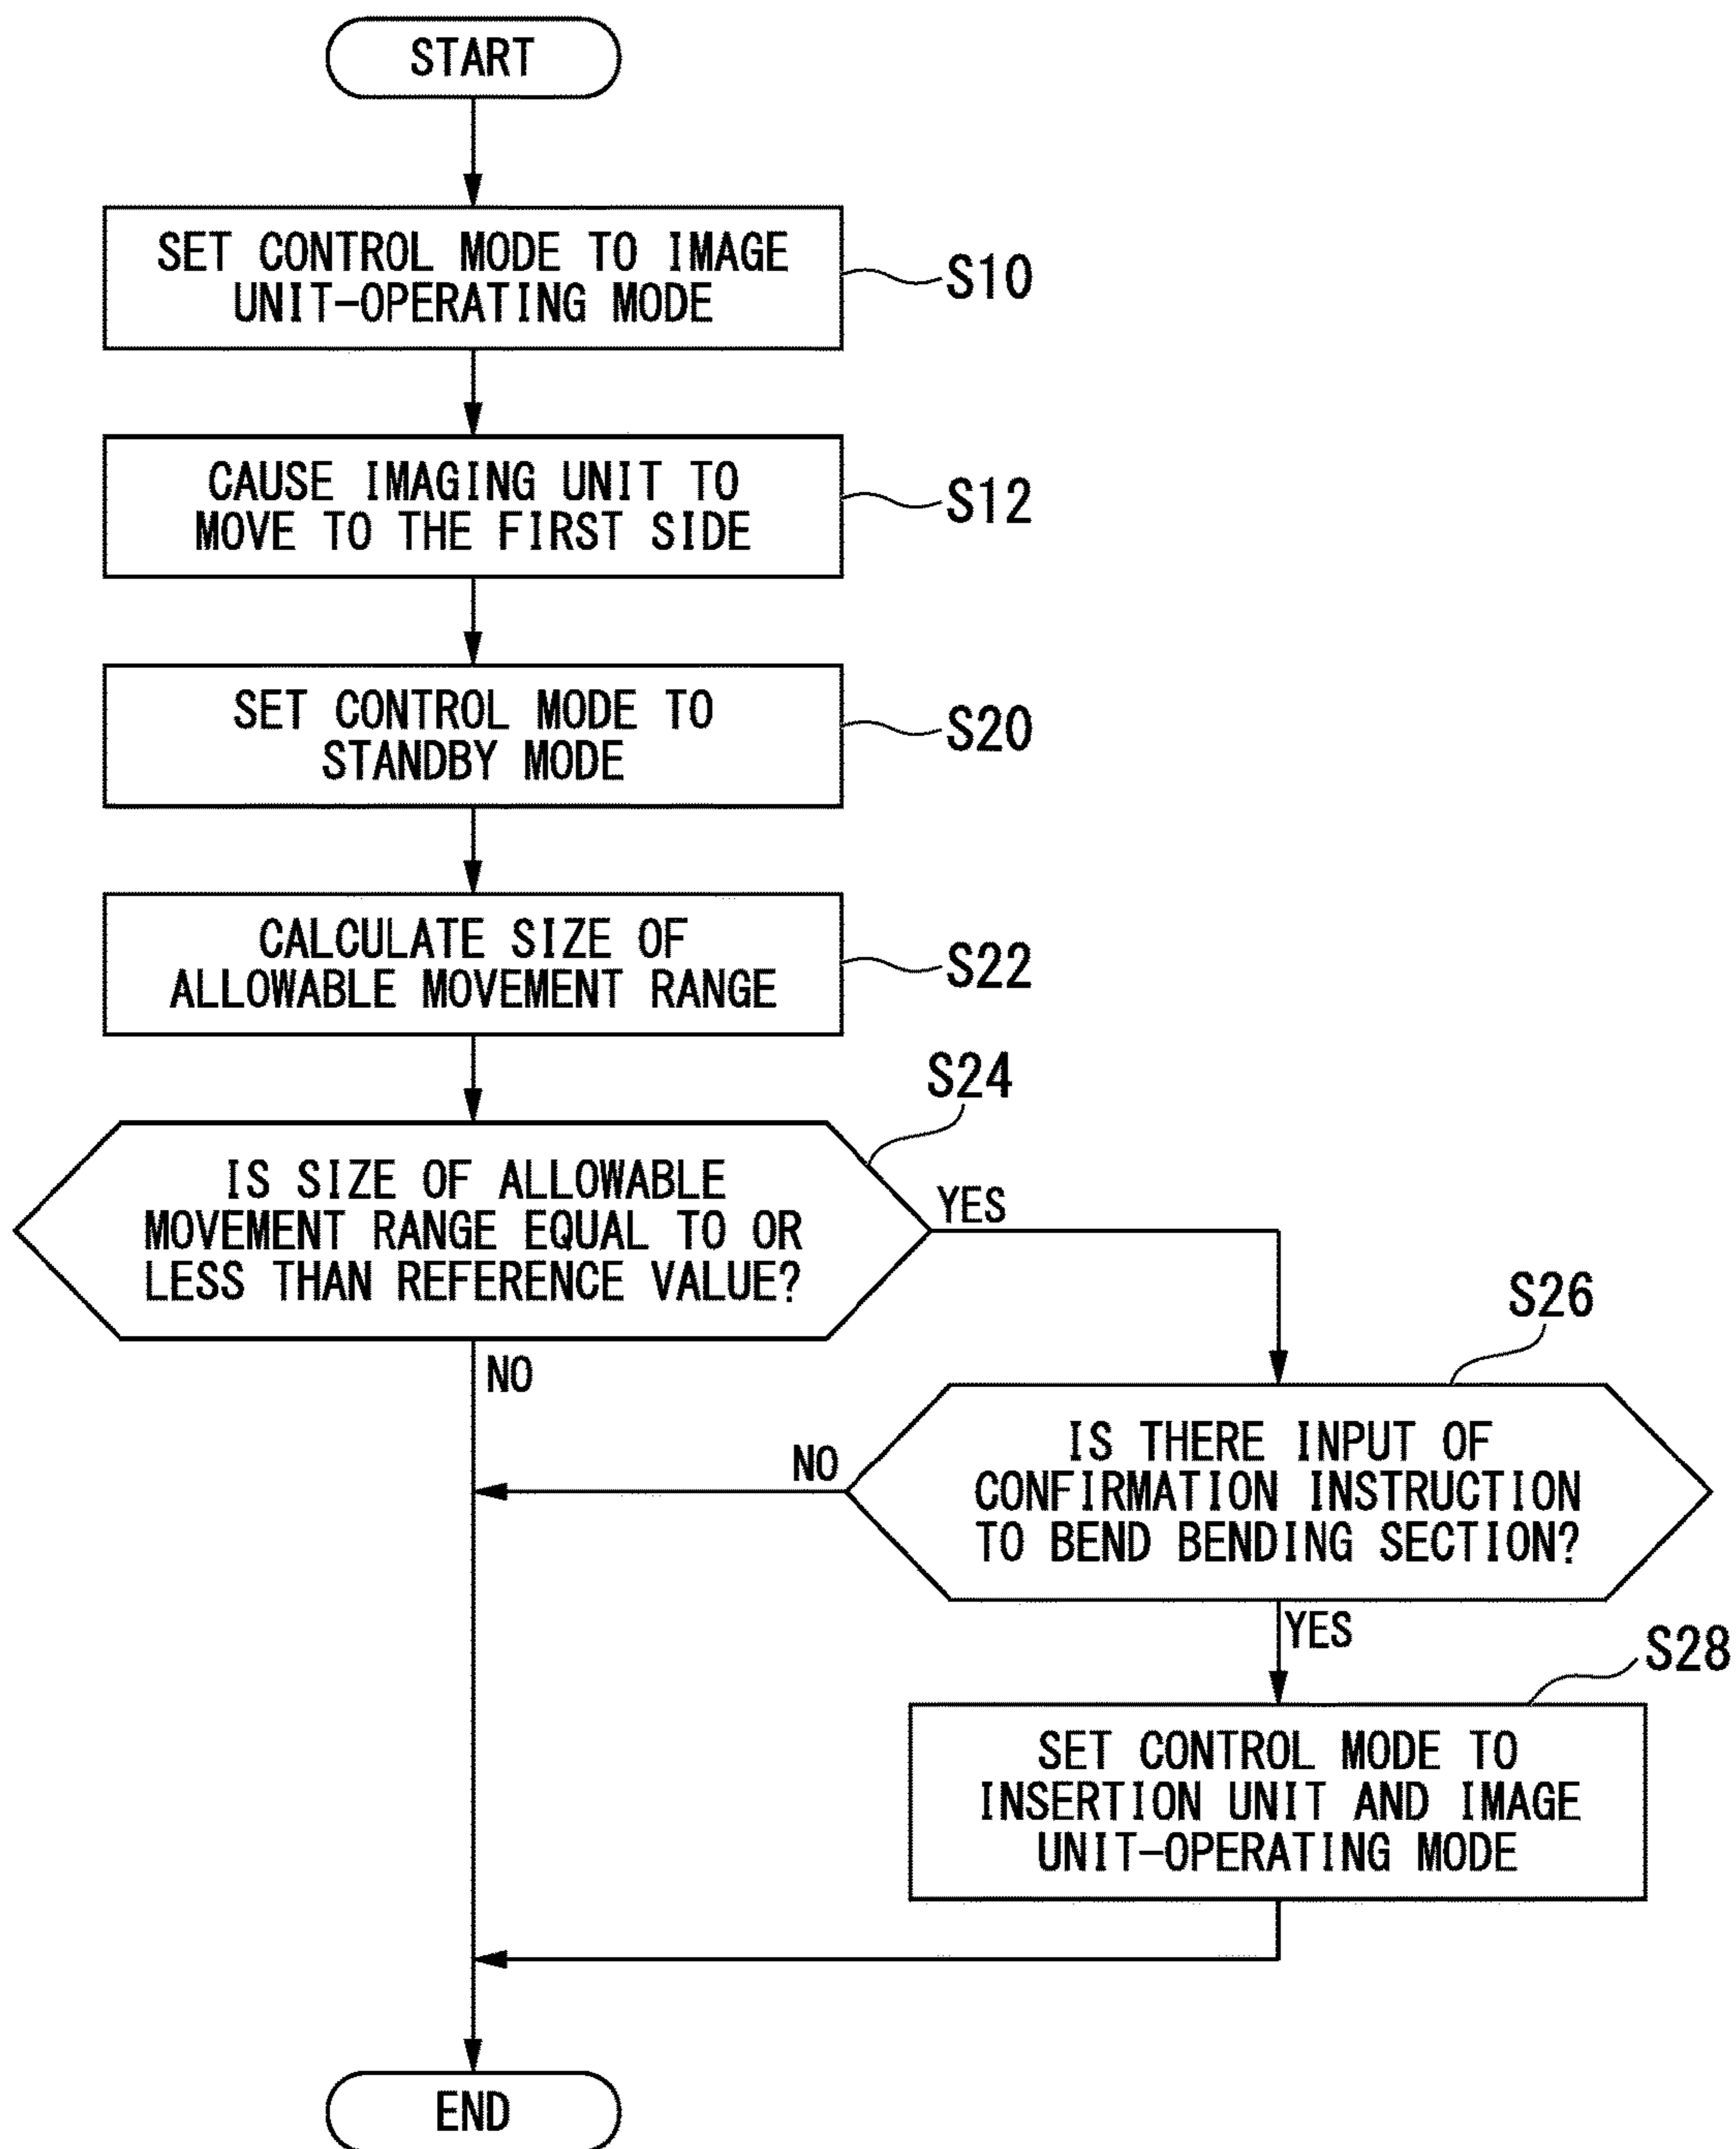 START
SET CONTROL MODE TO IMAGE
UNIT-OPERATING MODE
S10
CAUSE IMAGING UNIT TO
MOVE TO THE FIRST SIDE
S12
SET CONTROL MODE TO
STANDBY MODE
S20
CALCULATE SIZE OF
ALLOWABLE MOVEMENT RANGE
S22
S24
IS SIZE OF ALLOWABLE
MOVEMENT RANGE EQUAL TO OR
LESS THAN REFERENCE VALUE?
YES
NO
S26
IS THERE INPUT OF
CONFIRMATION INSTRUCTION
TO BEND BENDING SECTION?
NO
YES
S28
SET CONTROL MODE TO
INSERTION UNIT AND IMAGE
UNIT-OPERATING MODE
END